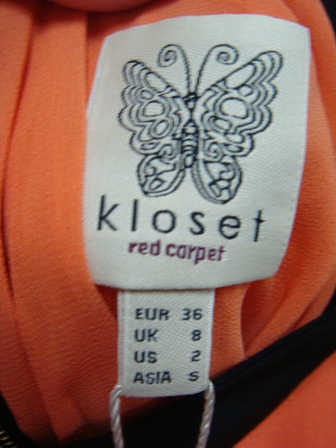 kloset
red carpet
EUR 36
UK 8
US 2
ASIA S